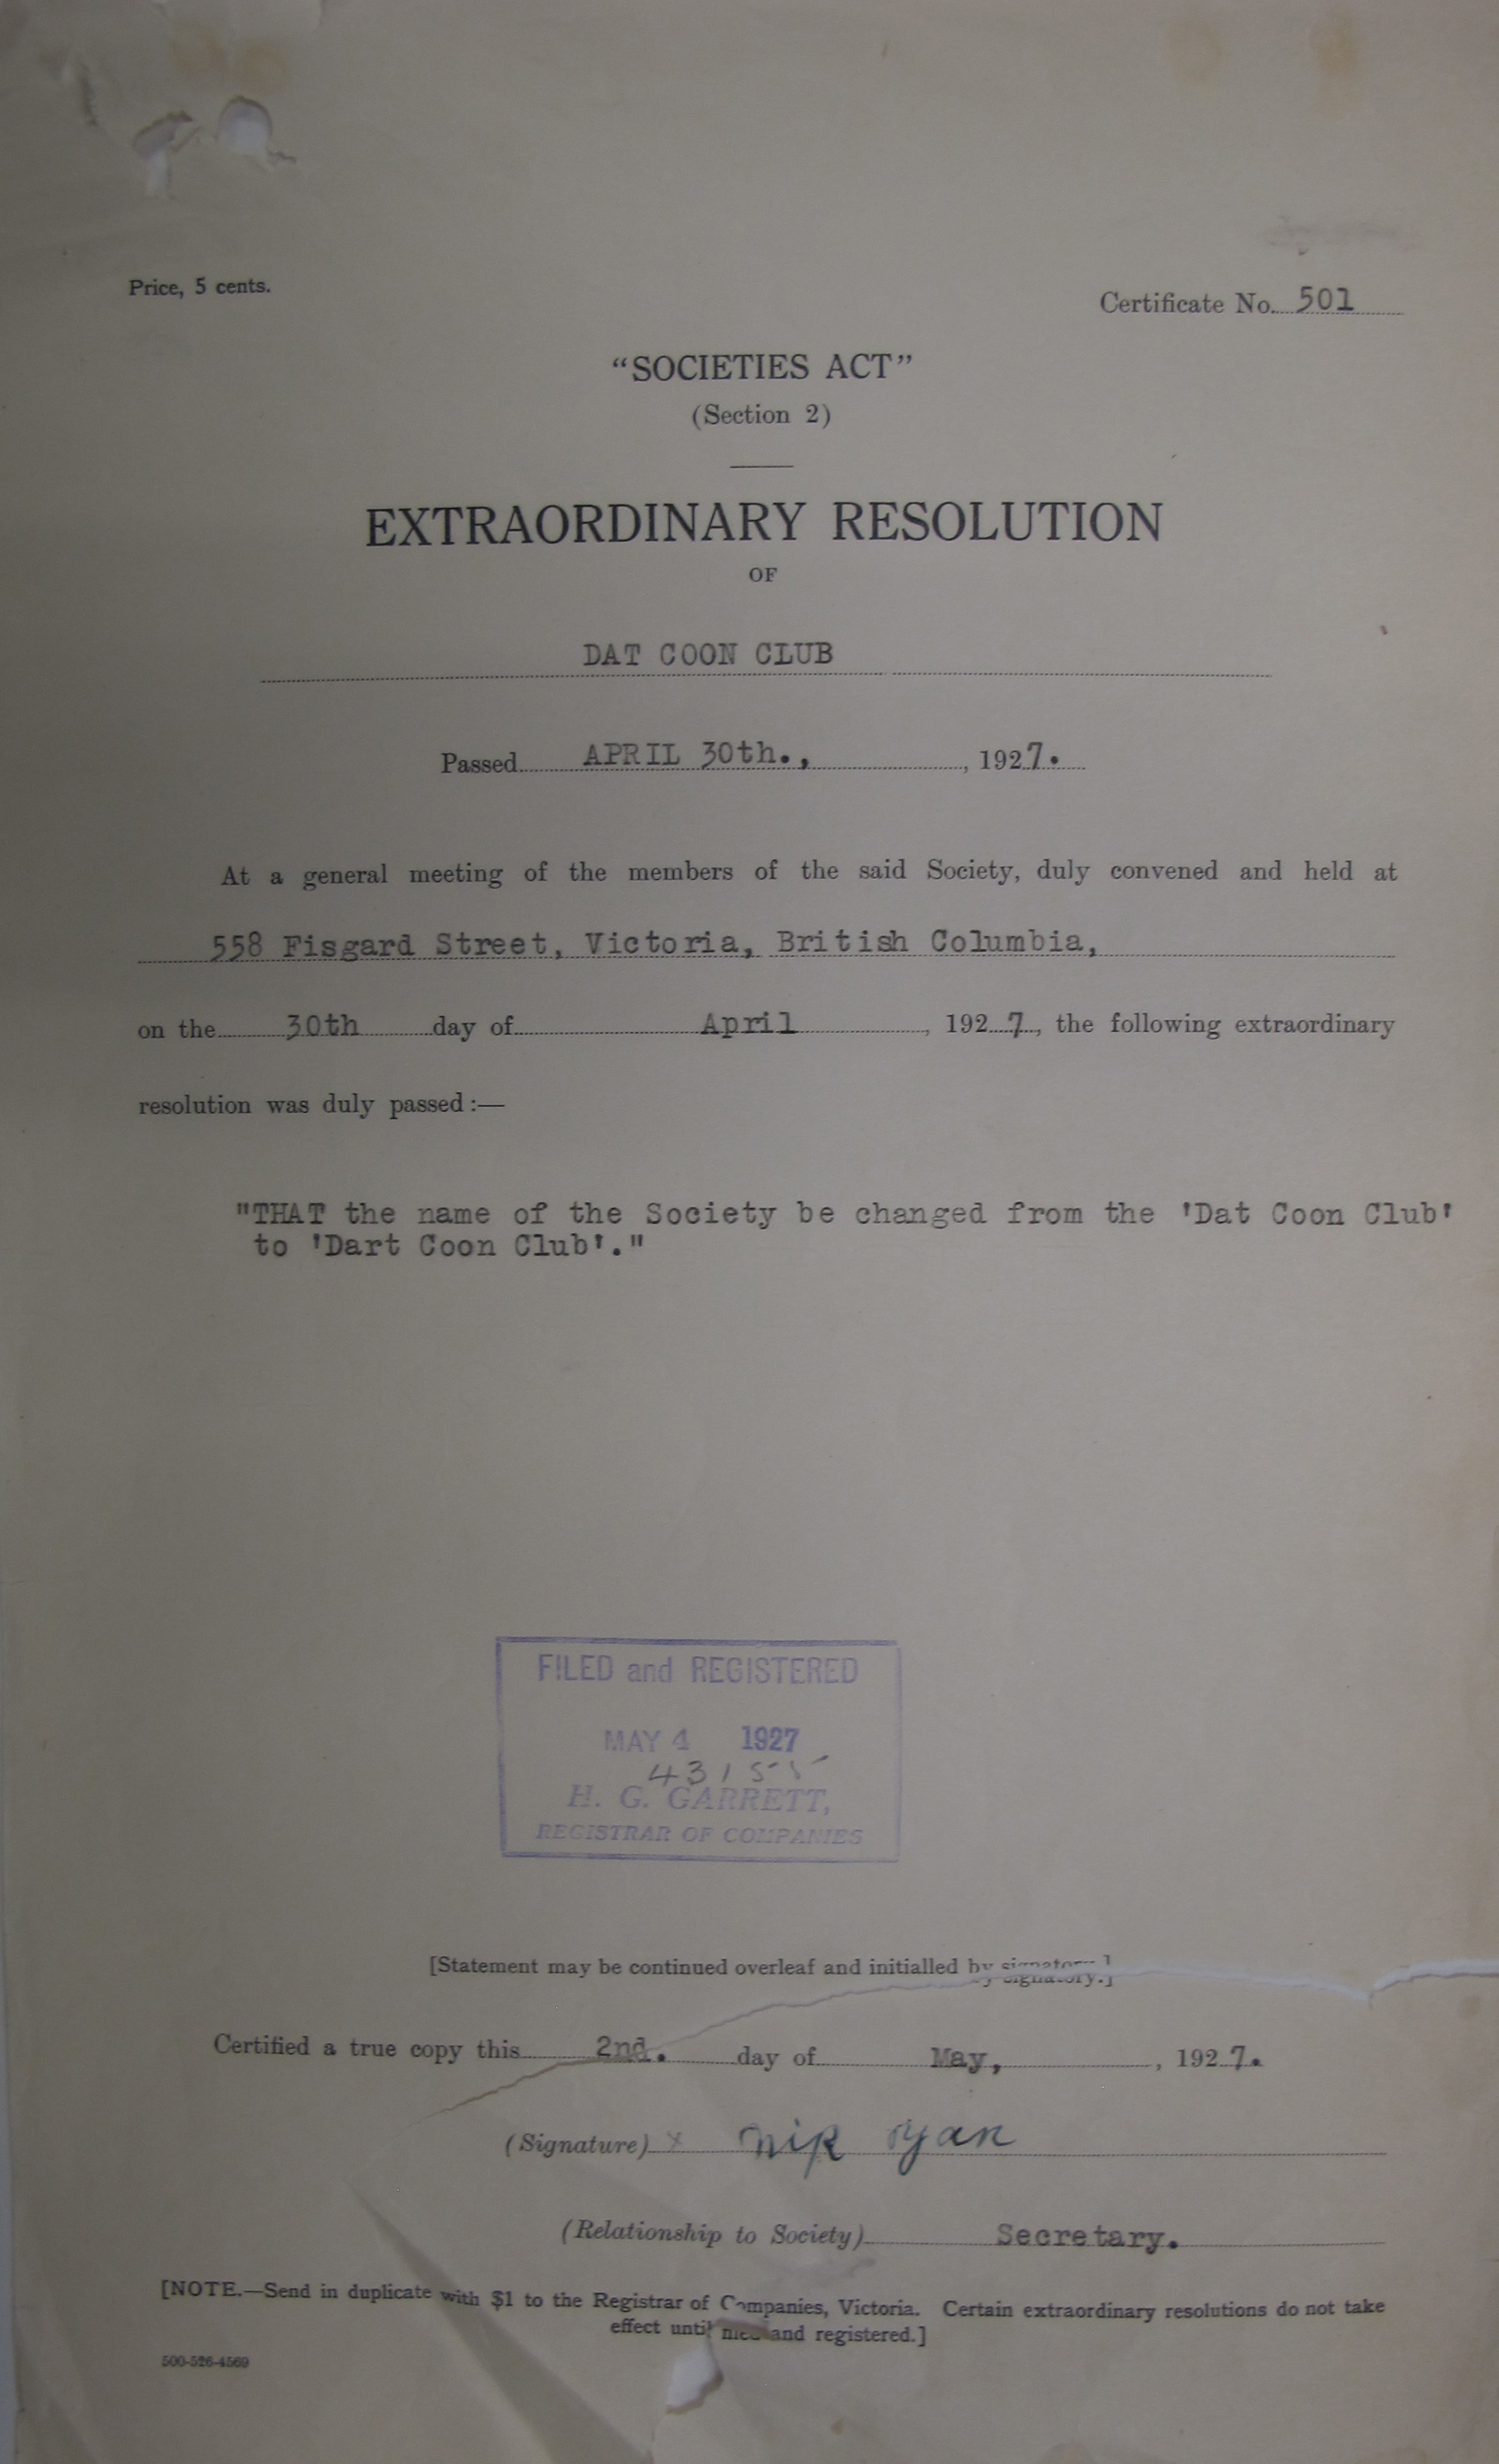 Price, 5 cents.
Certificate No. 501
“SOCIETIES ACT”
(Section 2)
EXTRAORDINARY RESOLUTION
OF
DAT COON CLUB
Passed APRIL 30th., , 1927.
At a general meeting of the members of the said Society, duly convened and held at
558 Fisgard Street, Victoria, British Columbia,
on the 30th day of April , 1927, the following extraordinary
resolution was duly passed:—
"THAT the name of the Society be changed from the 'Dat Coon Club'
to 'Dart Coon Club'."
FILED and REGISTERED
MAY 4 1927
43155
H. G. GARRETT,
REGISTRAR OF COMPANIES
[Statement may be continued overleaf and initialled by signatory.]
Certified a true copy this 2nd. day of May, , 1927.
(Signature) x
(Relationship to Society) Secretary.
[NOTE.—Send in duplicate with $1 to the Registrar of Companies, Victoria. Certain extraordinary resolutions do not take
effect until filed and registered.]
500-526-4569